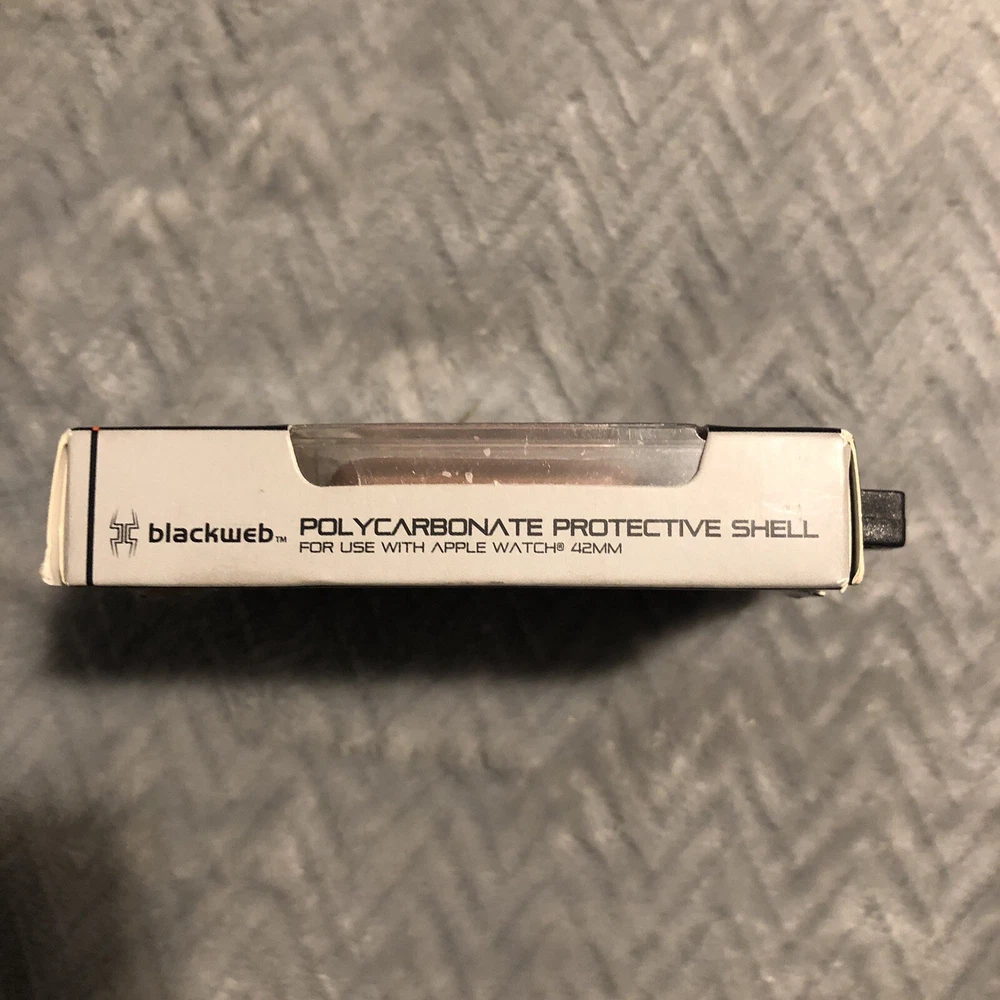 blackweb™ POLYCARBONATE PROTECTIVE SHELL
FOR USE WITH APPLE WATCH® 42MM